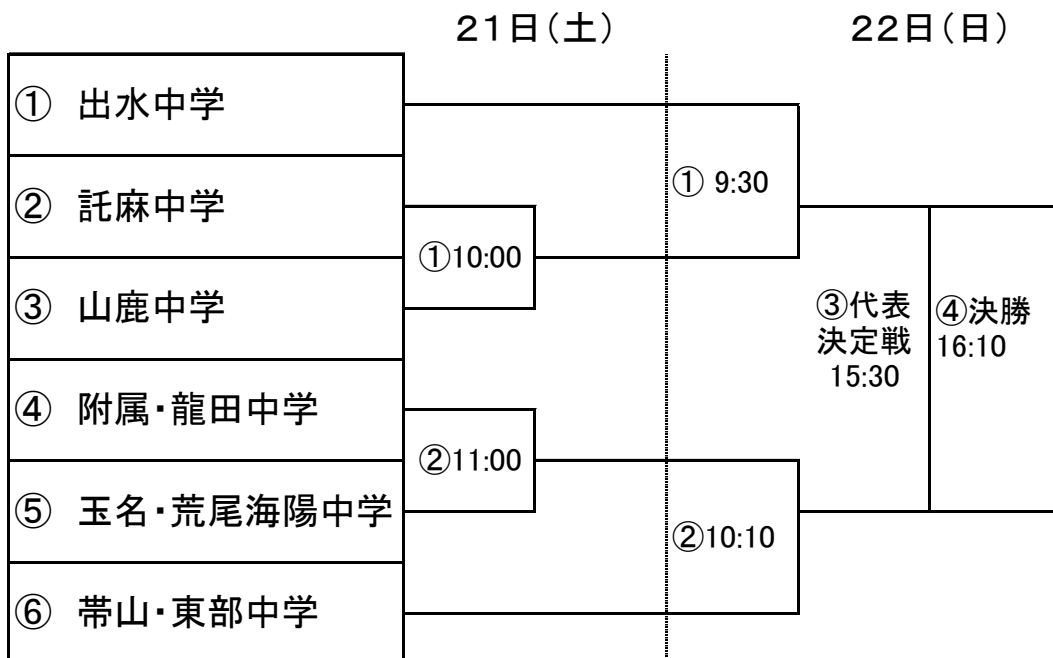 21日(土)
22日(日)
① 出水中学
② 託麻中学
③ 山鹿中学
④ 附属・龍田中学
⑤ 玉名・荒尾海陽中学
⑥ 帯山・東部中学
①10:00
②11:00
① 9:30
②10:10
③代表
決定戦
15:30
④決勝
16:10